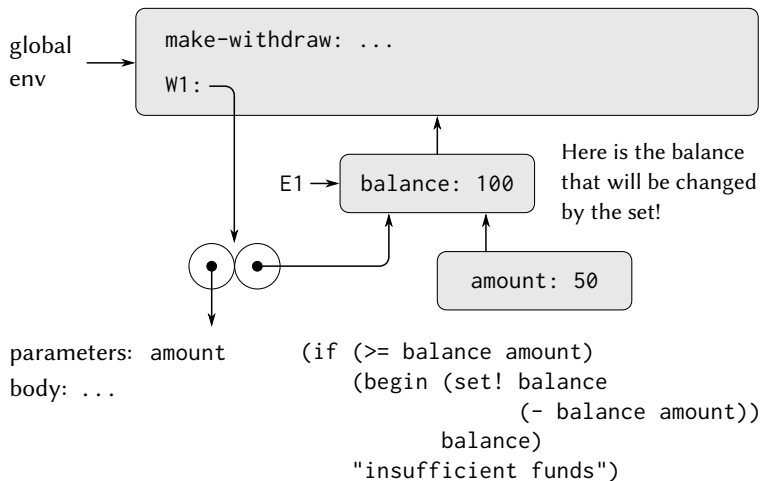 global
env
make-withdraw: ...
W1:
E1
balance: 100
Here is the balance
that will be changed
by the set!
amount: 50
parameters: amount
body: ...
(if (>= balance amount)
(begin (set! balance
(- balance amount))
balance)
"insufficient funds")